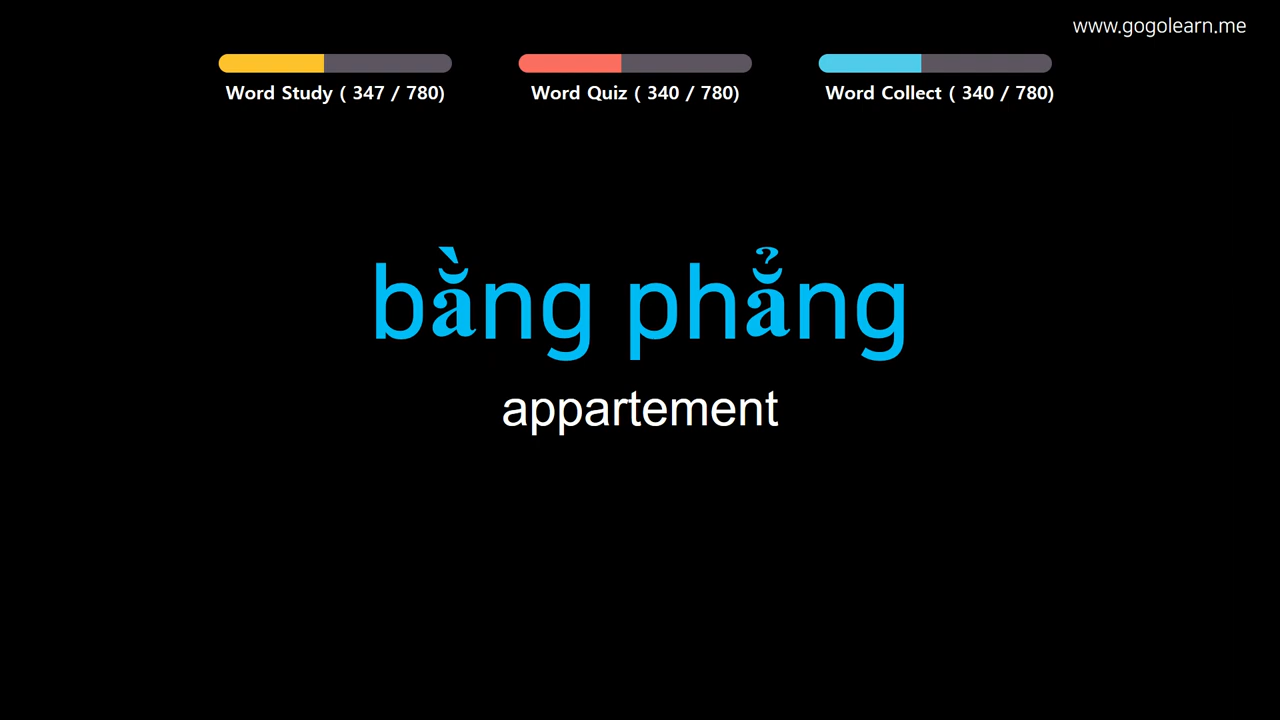 www.gogolearn.me
Word Study ( 347 / 780)
Word Quiz ( 340 / 780)
Word Collect ( 340 / 780)
bằng phẳng
appartement